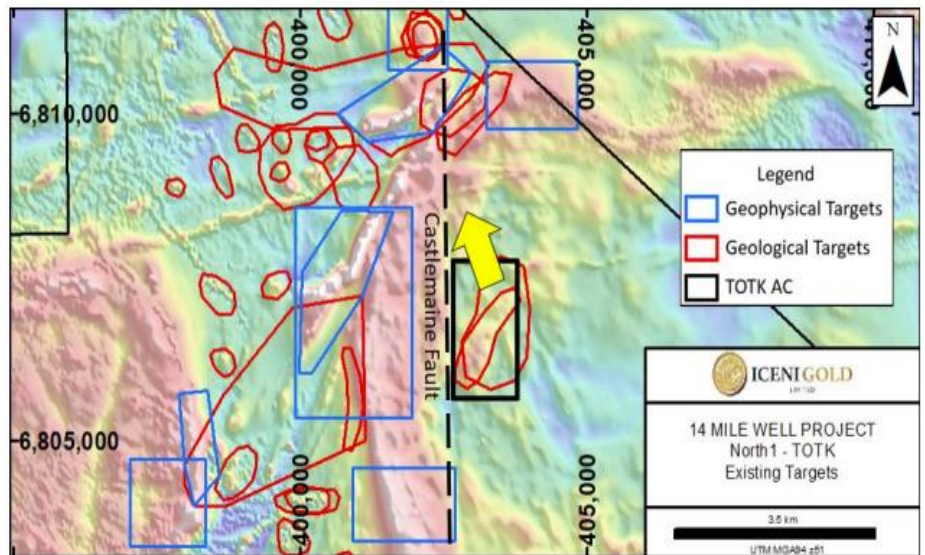 400,000
405,000
N
6,810,000
Legend
Geophysical Targets
Geological Targets
TOTK AC
Castlemaine Fault
ICENI GOLD
LIMITED
14 MILE WELL PROJECT
North1 - TOTK
Existing Targets
6,805,000
400,000
405,000
3.5 km
UTM MGA94 z51